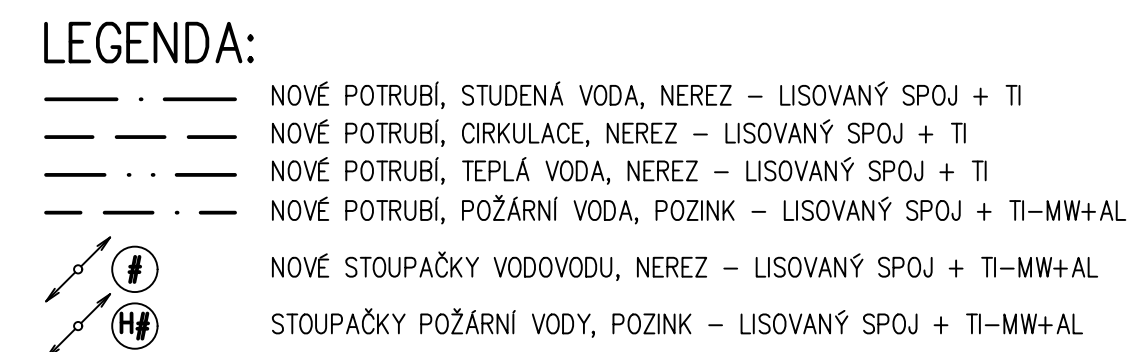 LEGENDA:
NOVÉ POTRUBÍ, STUDENÁ VODA, NEREZ – LISOVANÝ SPOJ + TI
NOVÉ POTRUBÍ, CIRKULACE, NEREZ – LISOVANÝ SPOJ + TI
NOVÉ POTRUBÍ, TEPLÁ VODA, NEREZ – LISOVANÝ SPOJ + TI
NOVÉ POTRUBÍ, POŽÁRNÍ VODA, POZINK – LISOVANÝ SPOJ + TI-MW+AL
# NOVÉ STOUPAČKY VODOVODU, NEREZ – LISOVANÝ SPOJ + TI-MW+AL
H# STOUPAČKY POŽÁRNÍ VODY, POZINK – LISOVANÝ SPOJ + TI-MW+AL